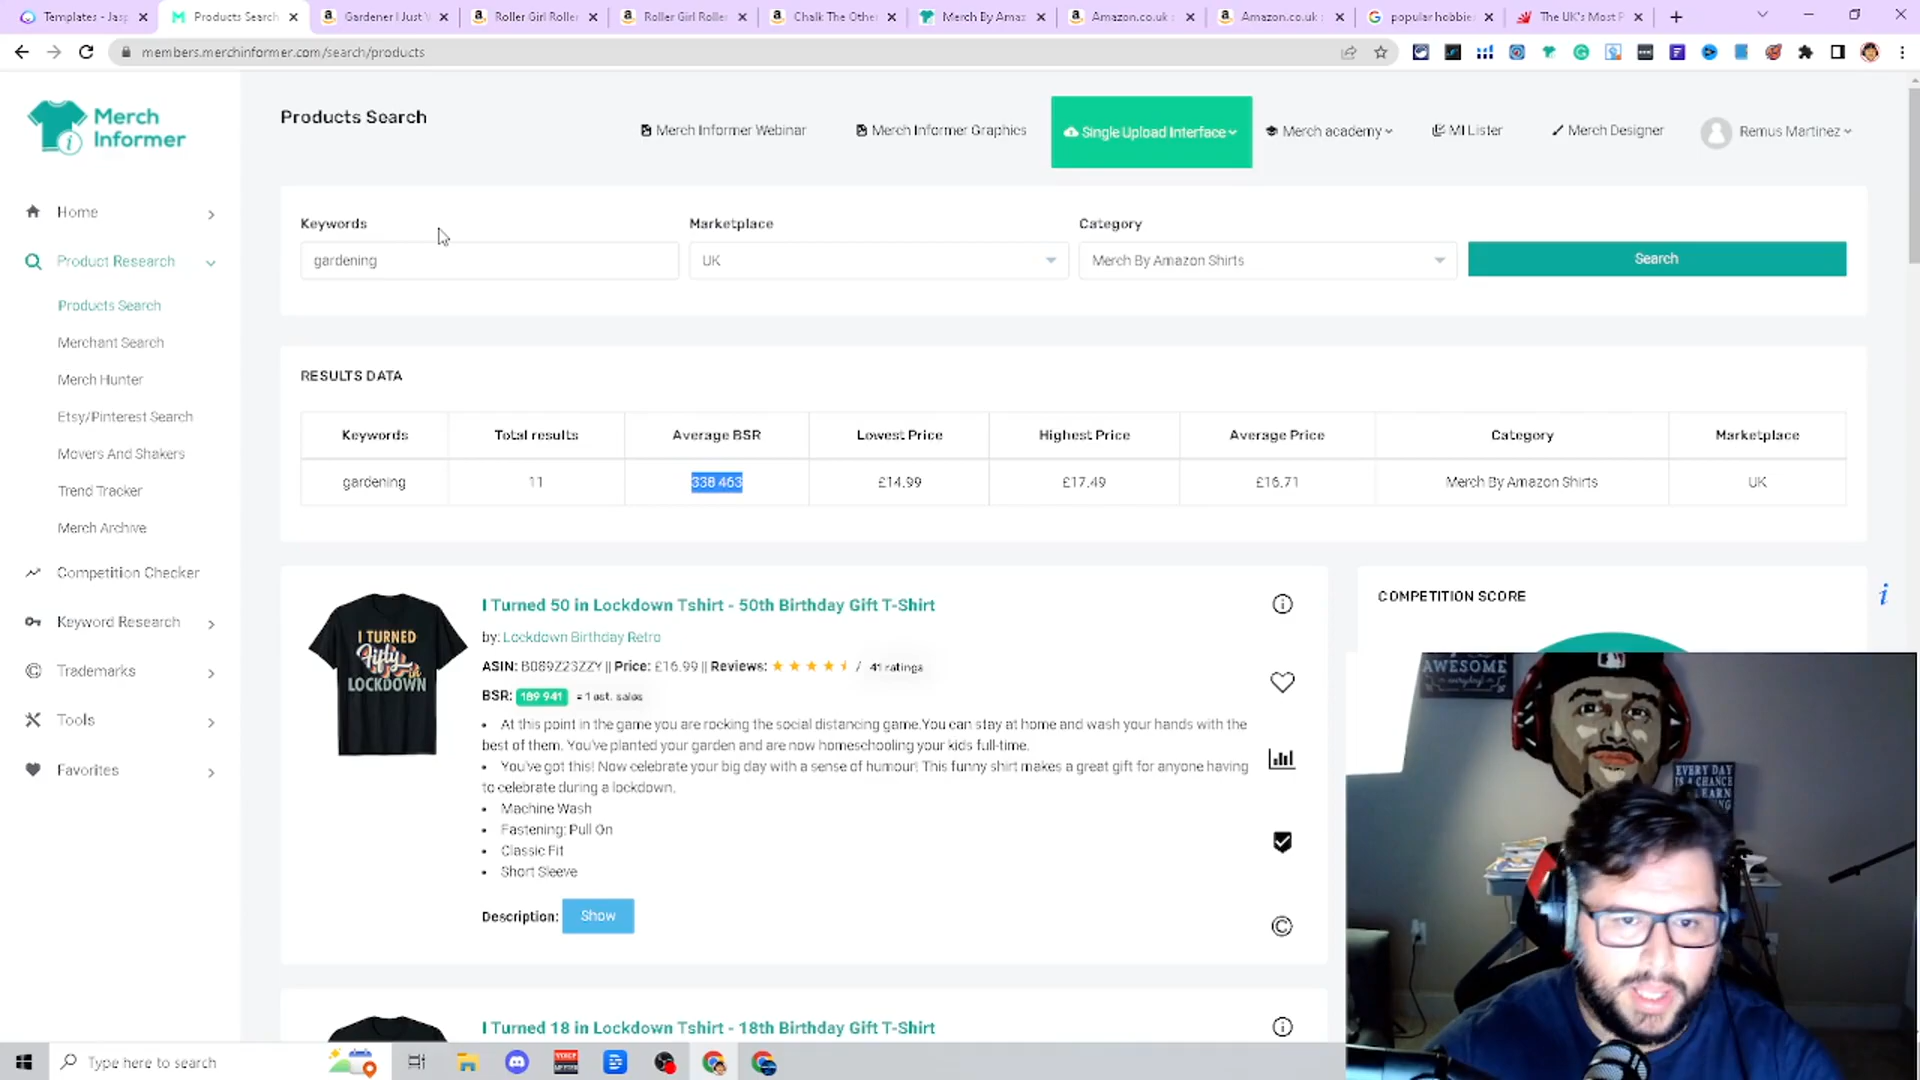 Templates - Jasp
Products Search
Gardener I Just
Roller Girl Roller
Roller Girl Roller
Chalk The Othe
Merch By Amaz
Amazon.co.uk
Amazon.co.uk
popular hobbie
The UK's Most P
members.merchinformer.com/search/products
Merch Informer
Products Search
Merch Informer Webinar
Merch Informer Graphics
Single Upload Interface
Merch academy
MI Lister
Merch Designer
Remus Martinez
Home
Product Research
Products Search
Merchant Search
Merch Hunter
Etsy/Pinterest Search
Movers And Shakers
Trend Tracker
Merch Archive
Competition Checker
Keyword Research
Trademarks
Tools
Favorites
Keywords
Marketplace
Category
gardening
UK
Merch By Amazon Shirts
Search
RESULTS DATA
Keywords Total results Average BSR Lowest Price Highest Price Average Price Category Marketplace
gardening 11 338 463 £14.99 £17.49 £16.71 Merch By Amazon Shirts UK
I TURNED
Fifty
in
LOCKDOWN
I Turned 50 in Lockdown Tshirt - 50th Birthday Gift T-Shirt
by: Lockdown Birthday Retro
ASIN: B089Z23ZZY || Price: £16.99 || Reviews: / 41 ratings
BSR: 189 941 = 1 est. sales
• At this point in the game you are rocking the social distancing game.You can stay at home and wash your hands with the
best of them. You've planted your garden and are now homeschooling your kids full-time.
• You've got this! Now celebrate your big day with a sense of humour! This funny shirt makes a great gift for anyone having
to celebrate during a lockdown.
• Machine Wash
• Fastening: Pull On
• Classic Fit
• Short Sleeve
Description: Show
COMPETITION SCORE
I Turned 18 in Lockdown Tshirt - 18th Birthday Gift T-Shirt
AWESOME
everyday!
EVERY DAY
IS A CHANCE
LEARN
Type here to search